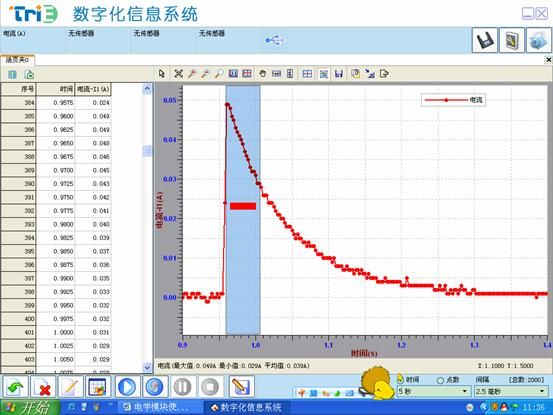 Tri3 数字化信息系统
电流(A) 无传感器 无传感器 无传感器
活页夹0
序号 时间 电流-I1(A)
384 0.9575 0.024
385 0.9600 0.049
386 0.9625 0.049
387 0.9650 0.048
388 0.9675 0.046
389 0.9700 0.045
390 0.9725 0.043
391 0.9750 0.042
392 0.9775 0.041
393 0.9800 0.040
394 0.9825 0.039
395 0.9850 0.037
396 0.9875 0.036
397 0.9900 0.035
398 0.9925 0.033
399 0.9950 0.032
400 0.9975 0.032
401 1.0000 0.031
402 1.0025 0.029
403 1.0050 0.029
404 1.0075 0.028
电流
电流-I1(A)
0.05
0.04
0.03
0.02
0.01
0.00
0.9 1.0 1.1 1.2 1.3 1.4
时间(s)
电流(最大值:0.049A 最小值:0.029A 平均值:0.039A) X:1.1080 Y:1.5000
时间 点数 间隔 [总数:2000]
5 秒 2.5 毫秒
开始 电学模块使... 数字化信息系统 11:36